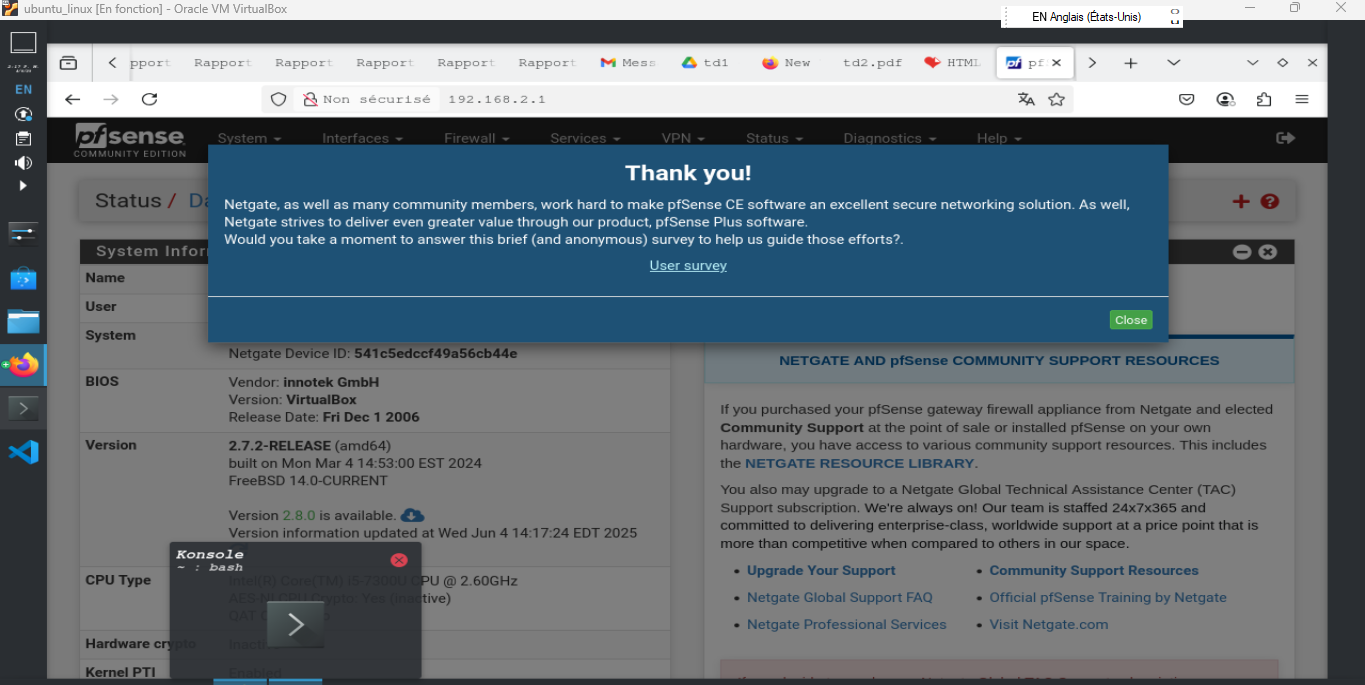 ubuntu_linux [En fonction] - Oracle VM VirtualBox
EN Anglais (États-Unis)
EN
pport
Rapport
Rapport
Rapport
Rapport
Rapport
Mess
td1
New
td2.pdf
HTML
pf
Non sécurisé
192.168.2.1
pfsense
COMMUNITY EDITION
System
Interfaces
Firewall
Services
VPN
Status
Diagnostics
Help
Status / Da
Thank you!
Netgate, as well as many community members, work hard to make pfSense CE software an excellent secure networking solution. As well,
Netgate strives to deliver even greater value through our product, pfSense Plus software.
Would you take a moment to answer this brief (and anonymous) survey to help us guide those efforts?.
User survey
Close
System Infor
Name
User
System
Netgate Device ID: 541c5edccf49a56cb44e
BIOS
Vendor: innotek GmbH
Version: VirtualBox
Release Date: Fri Dec 1 2006
Version
2.7.2-RELEASE (amd64)
built on Mon Mar 4 14:53:00 EST 2024
FreeBSD 14.0-CURRENT
Version 2.8.0 is available.
Version information updated at Wed Jun 4 14:17:24 EDT 2025
Konsole
~ : bash
CPU Type
Intel(R) Core(TM) i5-7300U CPU @ 2.60GHz
AES-NI CPU Crypto: Yes (inactive)
QAT
Hardware crypto
Inac
Kernel PTI
Enabled
NETGATE AND pfSense COMMUNITY SUPPORT RESOURCES
If you purchased your pfSense gateway firewall appliance from Netgate and elected
Community Support at the point of sale or installed pfSense on your own
hardware, you have access to various community support resources. This includes
the NETGATE RESOURCE LIBRARY.
You also may upgrade to a Netgate Global Technical Assistance Center (TAC)
Support subscription. We're always on! Our team is staffed 24x7x365 and
committed to delivering enterprise-class, worldwide support at a price point that is
more than competitive when compared to others in our space.
Upgrade Your Support
Community Support Resources
Netgate Global Support FAQ
Official pfSense Training by Netgate
Netgate Professional Services
Visit Netgate.com